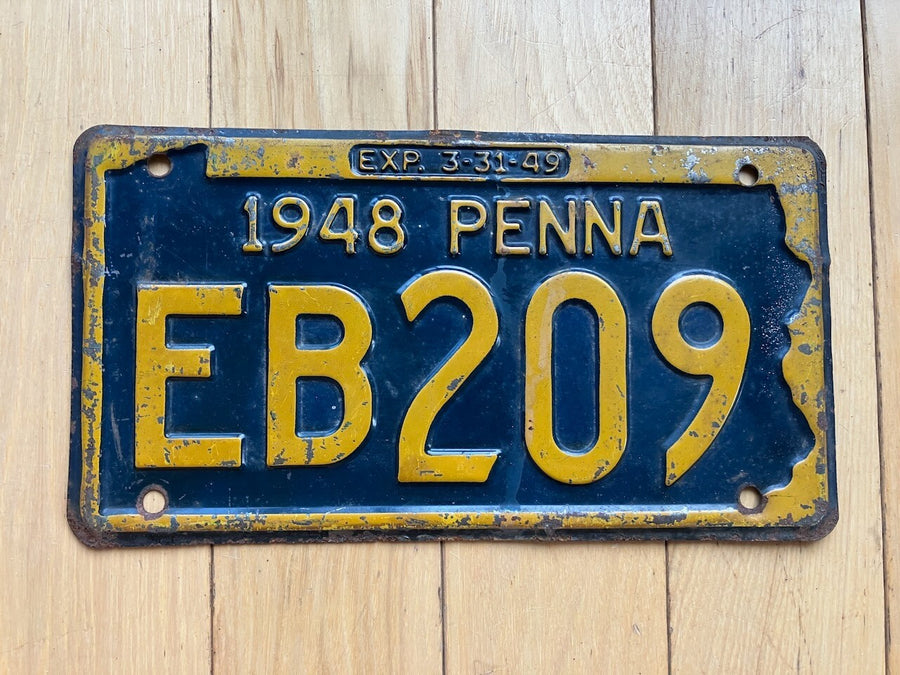 EXP. 3-31-49
1948 PENNA
EB209